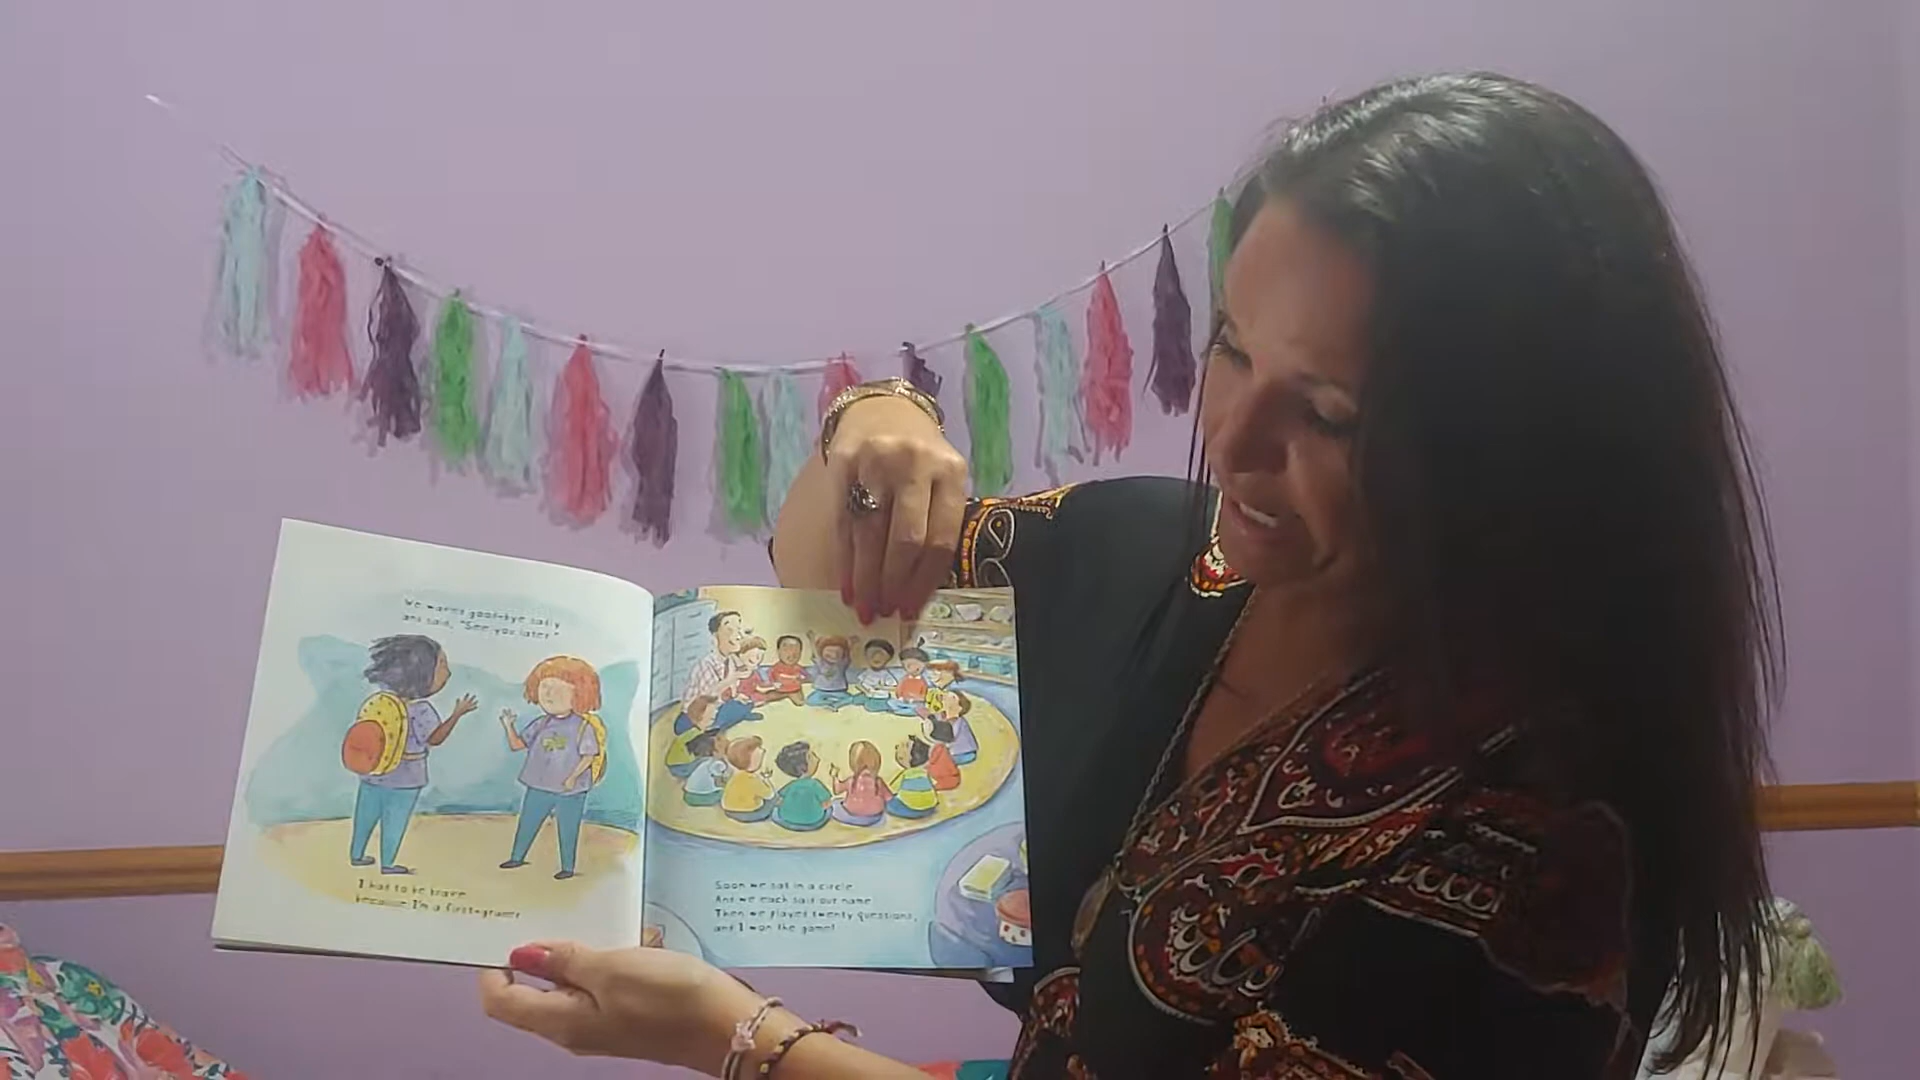 We waved good-bye sadly
and said, "See you later."
I had to be brave
because I'm a first-grader.
Soon we sat in a circle.
And we each said our name.
Then we played twenty questions,
and I won the game!